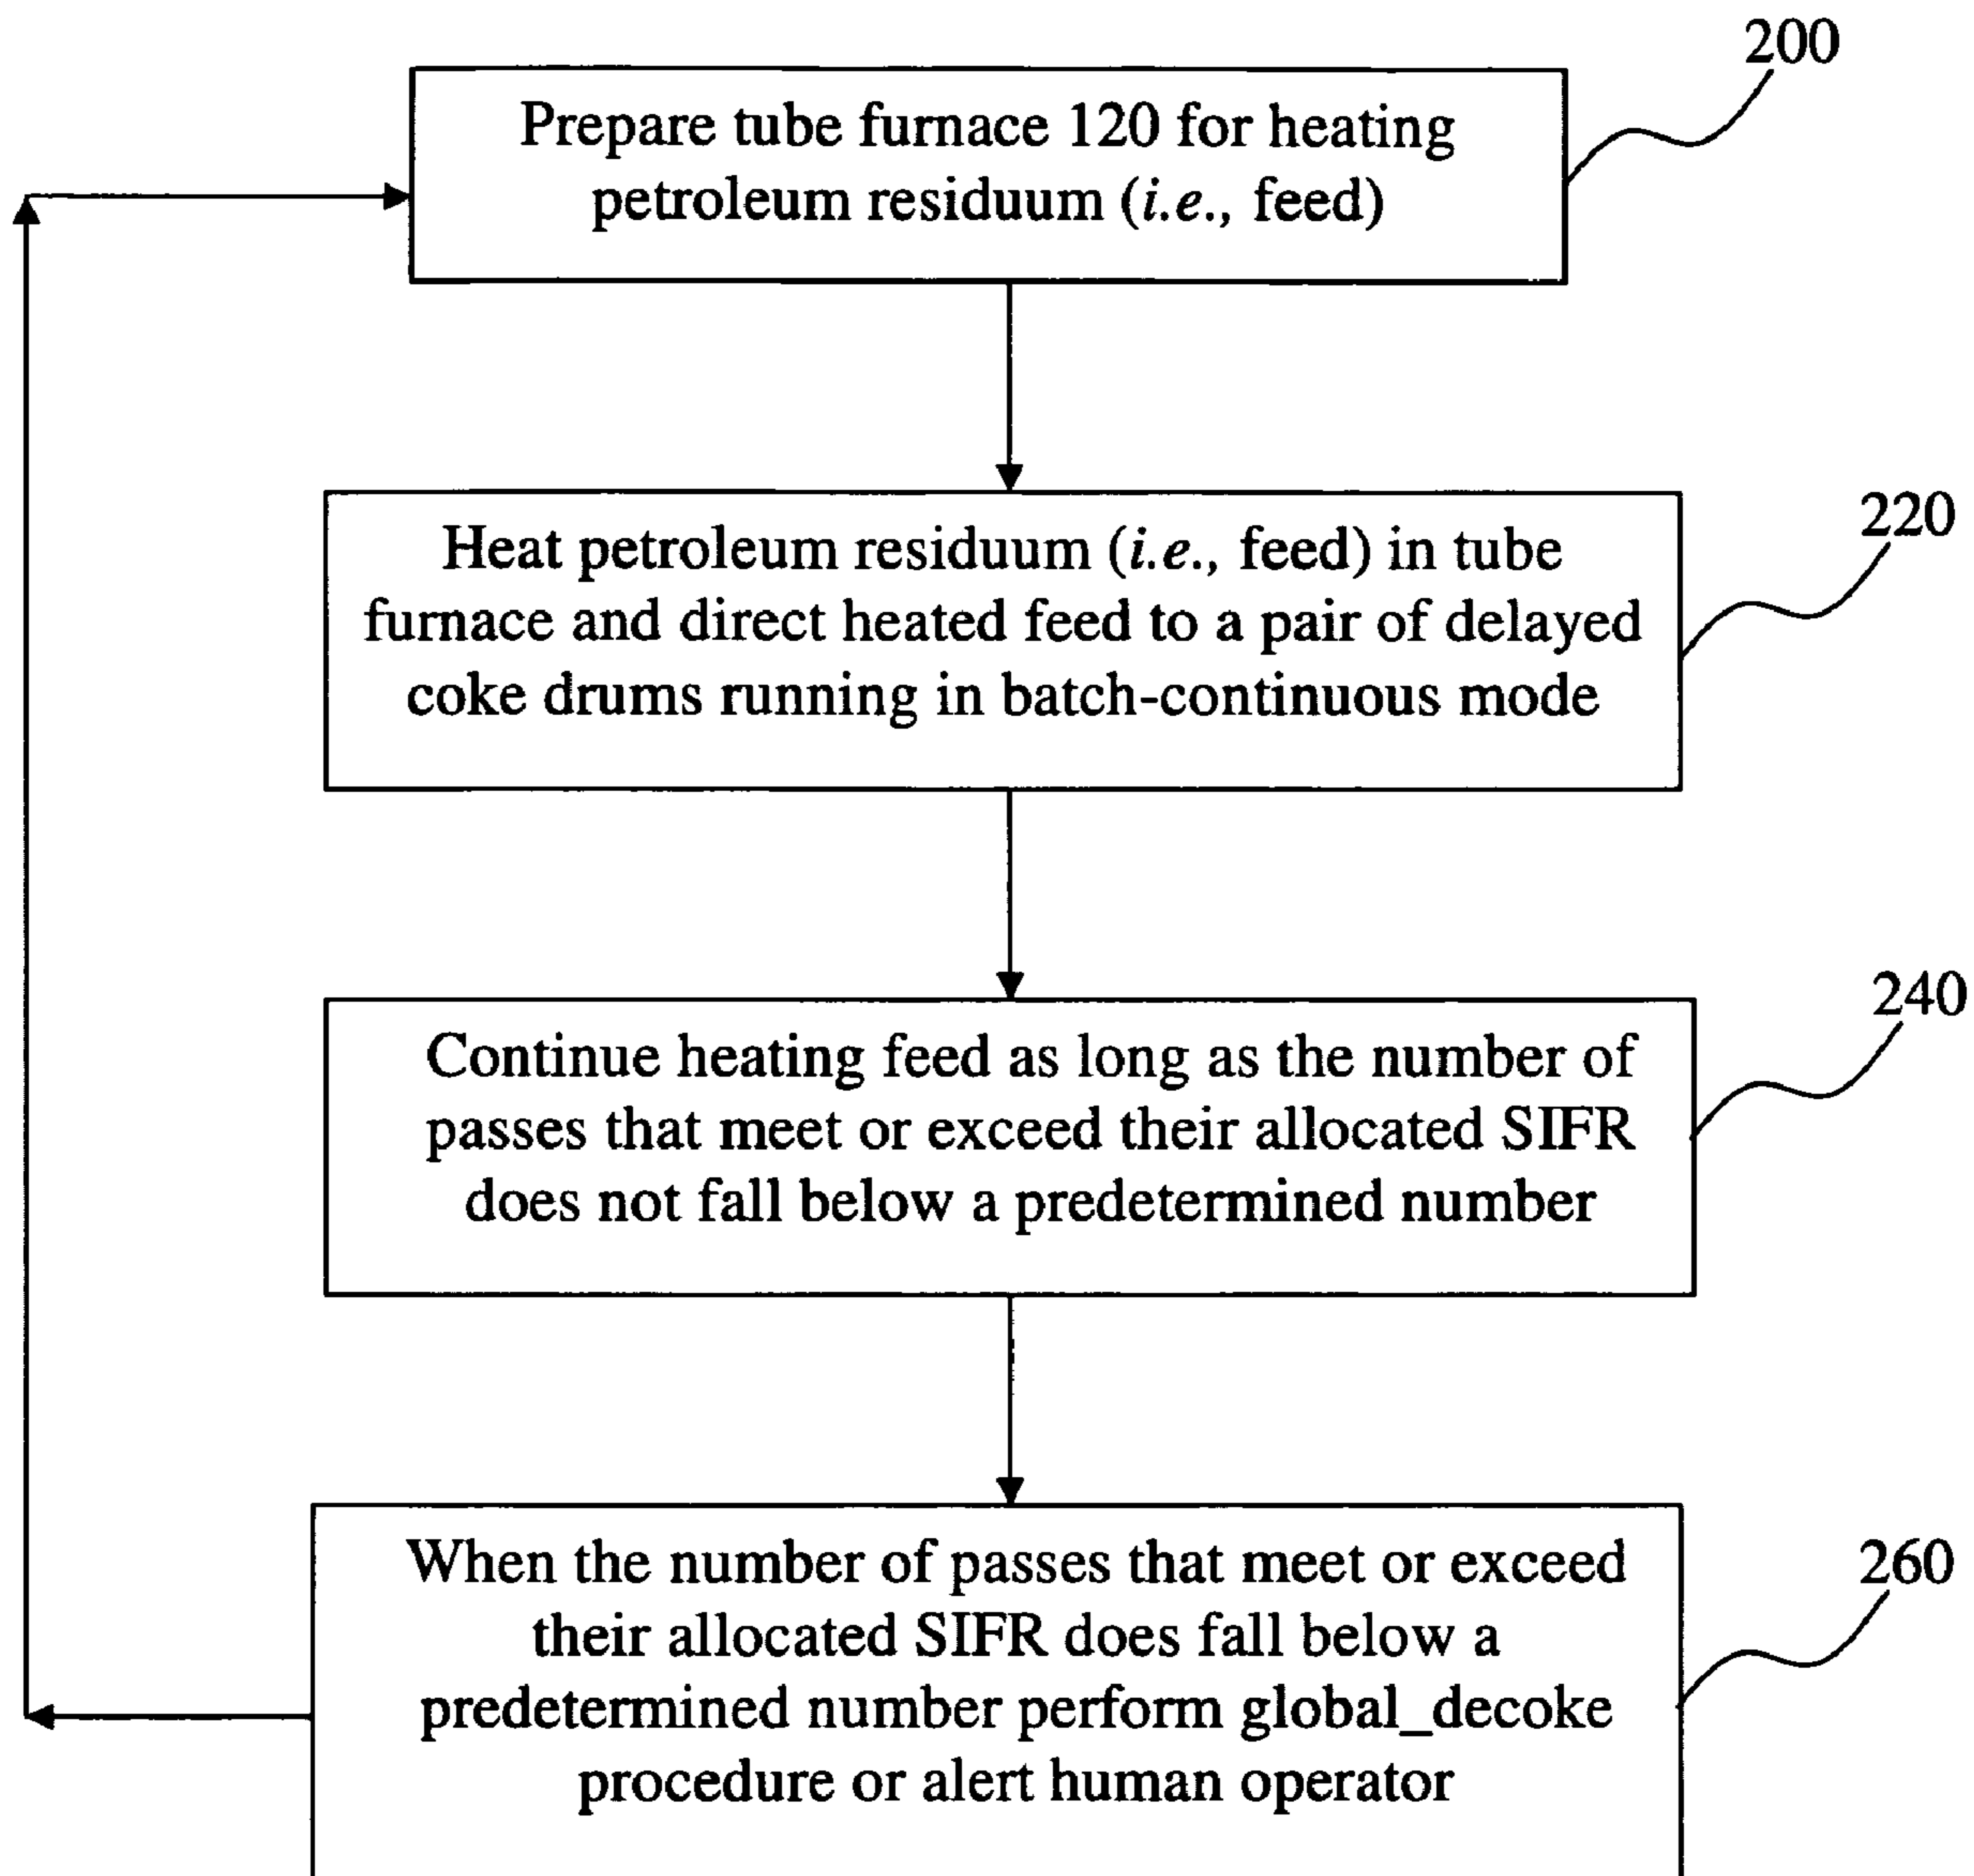 200
Prepare tube furnace 120 for heating
petroleum residuum (i.e., feed)
220
Heat petroleum residuum (i.e., feed) in tube
furnace and direct heated feed to a pair of delayed
coke drums running in batch-continuous mode
240
Continue heating feed as long as the number of
passes that meet or exceed their allocated SIFR
does not fall below a predetermined number
260
When the number of passes that meet or exceed
their allocated SIFR does fall below a
predetermined number perform global_decoke
procedure or alert human operator